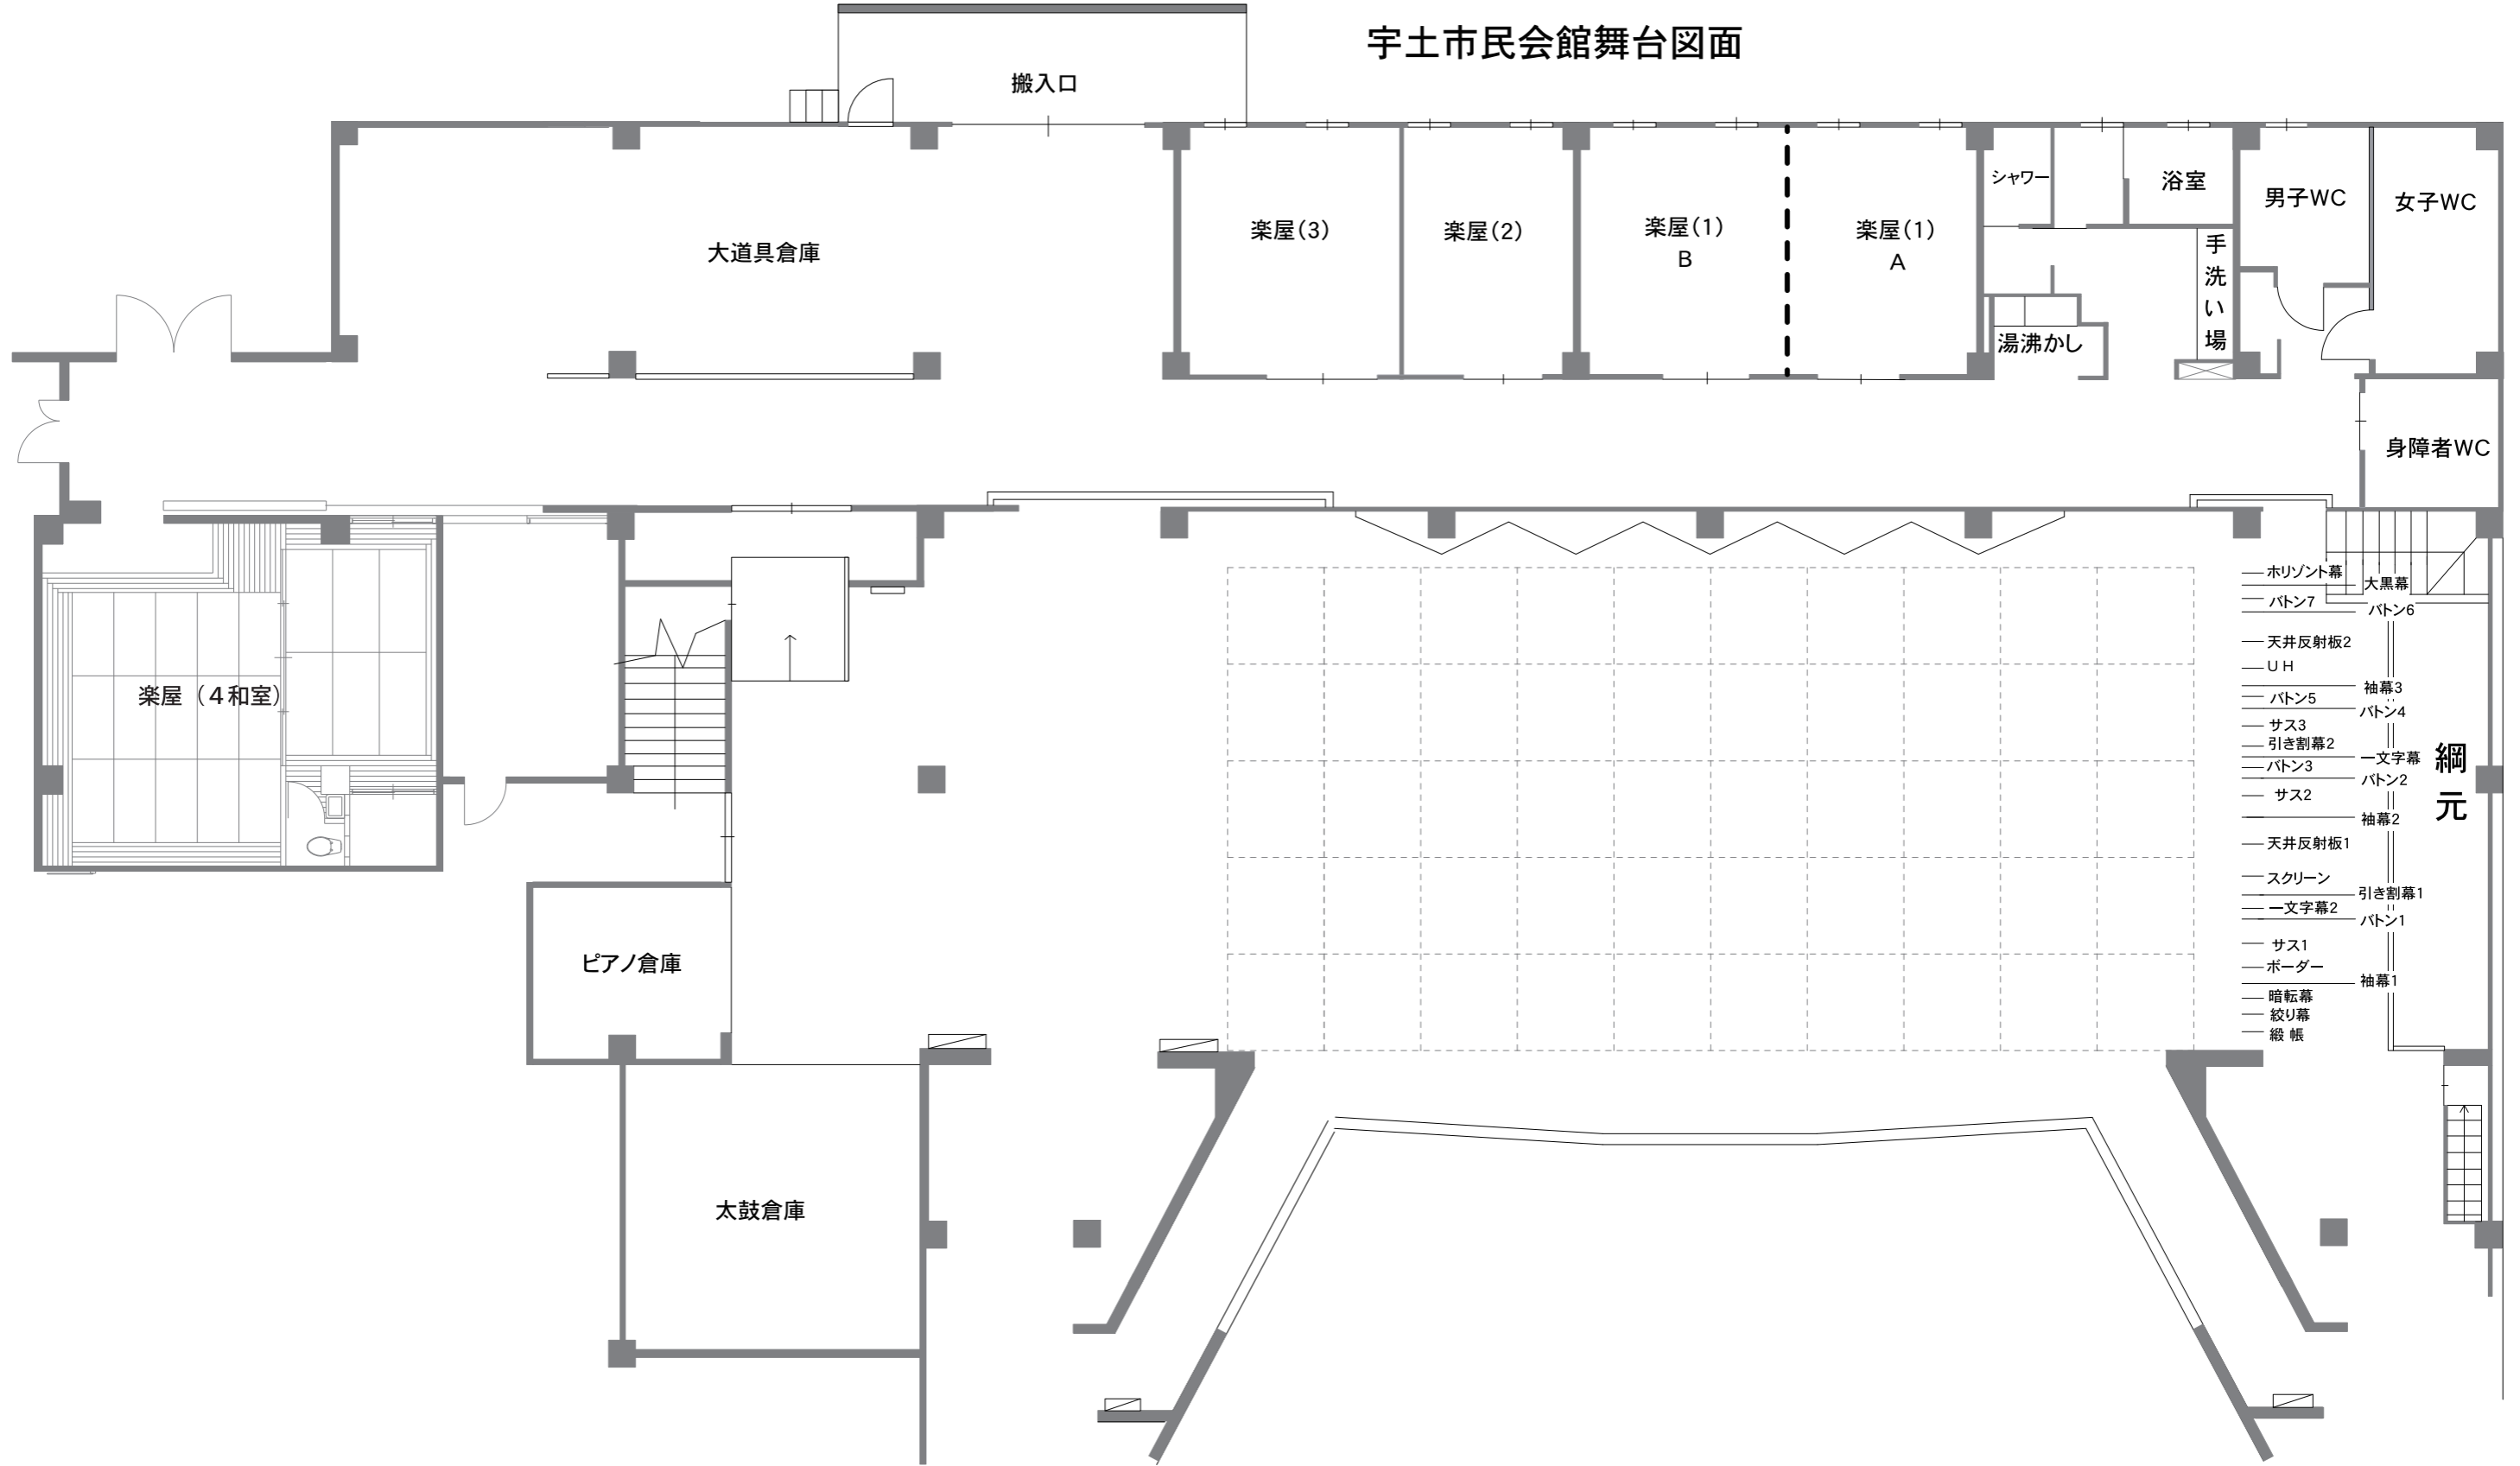 宇土市民会館舞台図面
搬入口
シャワー
浴室
男子WC
女子WC
大道具倉庫
楽屋(3)
楽屋(2)
楽屋(1)
B
楽屋(1)
A
手洗い場
湯沸かし
身障者WC
楽屋（4和室）
ピアノ倉庫
太鼓倉庫
ホリゾント幕
大黒幕
バトン7
バトン6
天井反射板2
UH
袖幕3
バトン5
バトン4
サス3
引き割幕2
一文字幕
バトン3
バトン2
サス2
袖幕2
天井反射板1
スクリーン
引き割幕1
一文字幕2
バトン1
サス1
ボーダー
袖幕1
暗転幕
絞り幕
緞帳
綱元